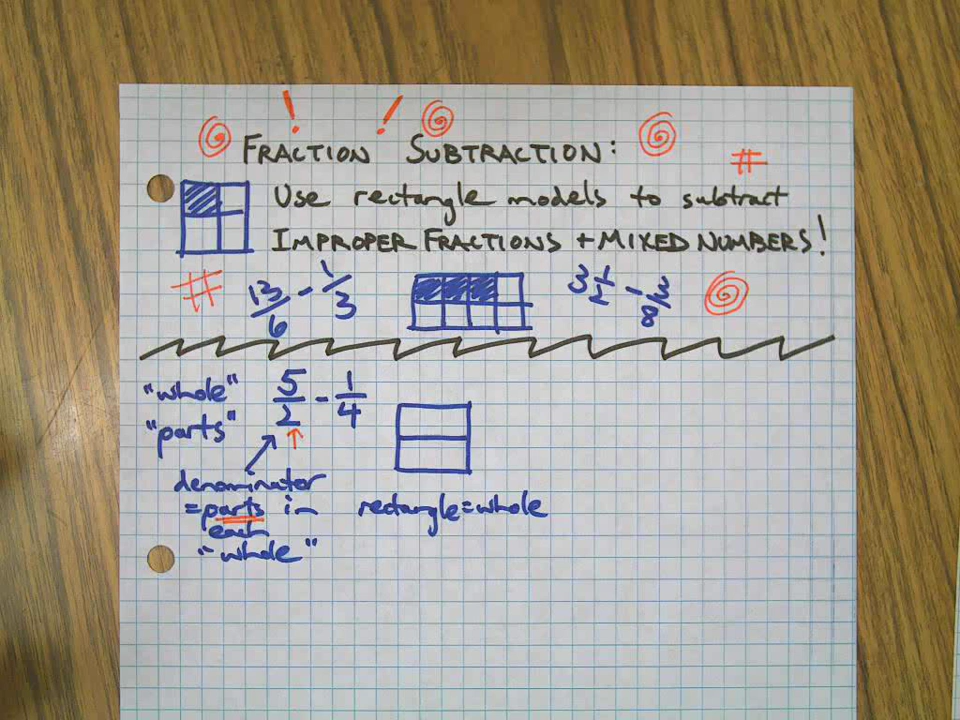 ! !
FRACTION SUBTRACTION:
#
Use rectangle models to subtract
IMPROPER FRACTIONS + MIXED NUMBERS!
# 13/6 - 1/3 3 1/2 - 3/8
"whole" 5/2 - 1/4
"parts"
denominator
=parts in rectangle=whole
each
"whole"